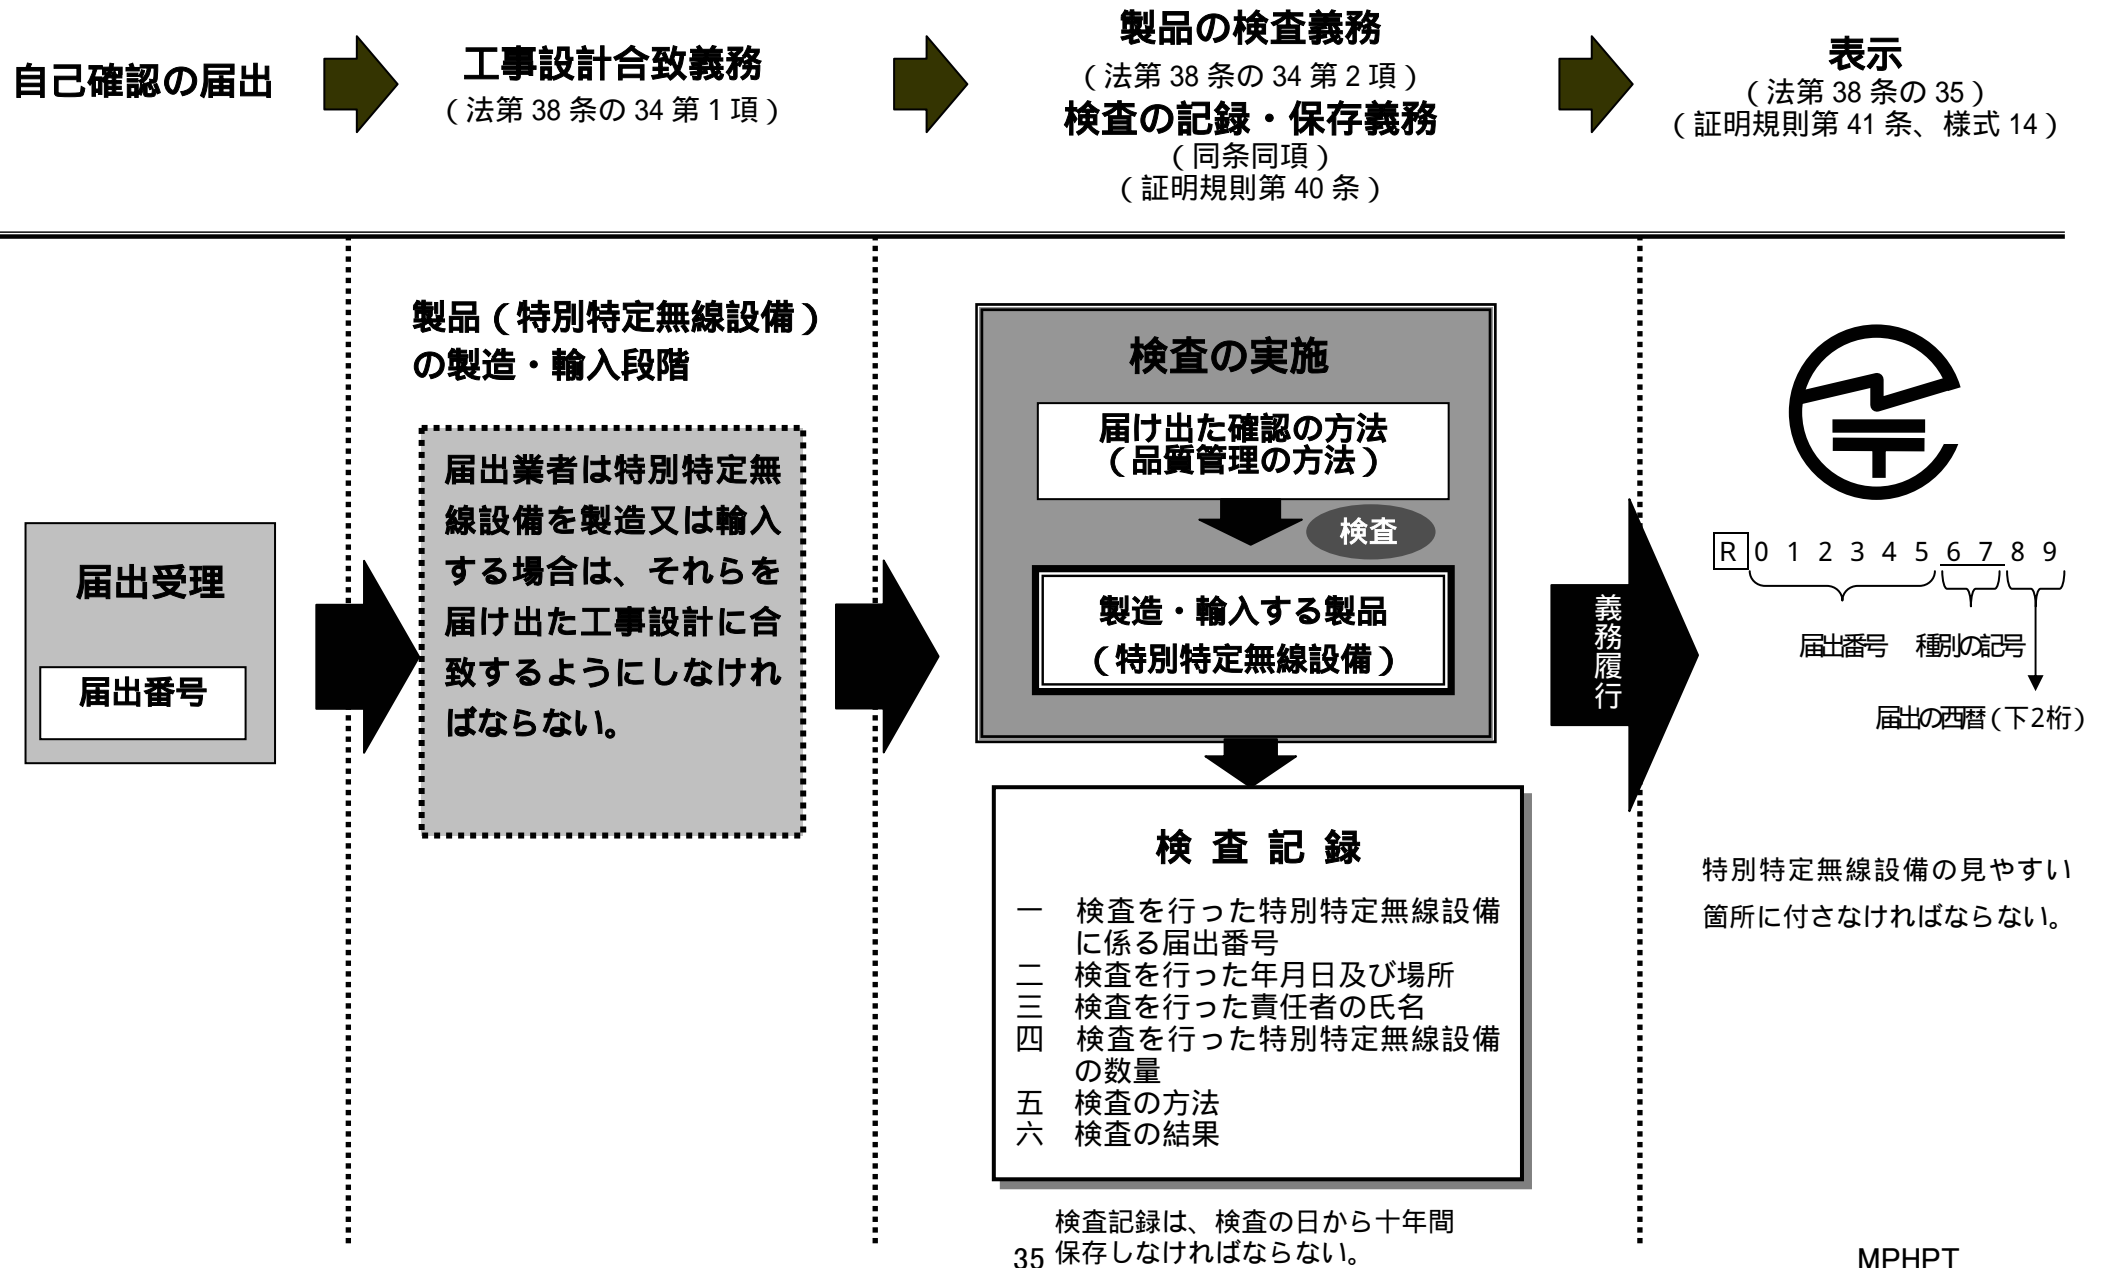 自己確認の届出
工事設計合致義務
（法第 38 条の 34 第 1 項）
製品の検査義務
（法第 38 条の 34 第 2 項）
検査の記録・保存義務
（同条同項）
（証明規則第 40 条）
表示
（法第 38 条の 35）
（証明規則第 41 条、様式 14）
届出受理
届出番号
製品（特別特定無線設備）
の製造・輸入段階
届出業者は特別特定無
線設備を製造又は輸入
する場合は、それらを
届け出た工事設計に合
致するようにしなけれ
ばならない。
検査の実施
届け出た確認の方法
（品質管理の方法）
検査
製造・輸入する製品
（特別特定無線設備）
検 査 記 録
一 検査を行った特別特定無線設備
に係る届出番号
二 検査を行った年月日及び場所
三 検査を行った責任者の氏名
四 検査を行った特別特定無線設備
の数量
五 検査の方法
六 検査の結果
検査記録は、検査の日から十年間
保存しなければならない。
義務履行
R 0 1 2 3 4 5 6 7 8 9
届出番号 種別の記号
届出の西暦（下2桁）
特別特定無線設備の見やすい
箇所に付さなければならない。
35
MPHPT